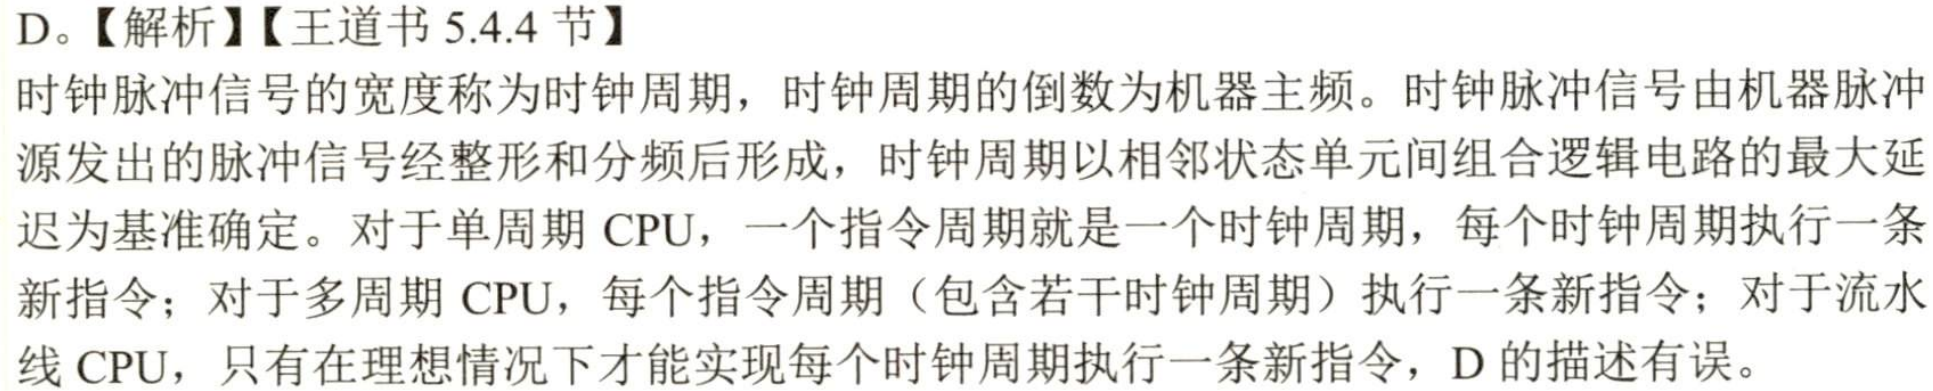 D。【解析】【王道书 5.4.4 节】
时钟脉冲信号的宽度称为时钟周期，时钟周期的倒数为机器主频。时钟脉冲信号由机器脉冲
源发出的脉冲信号经整形和分频后形成，时钟周期以相邻状态单元间组合逻辑电路的最大延
迟为基准确定。对于单周期 CPU，一个指令周期就是一个时钟周期，每个时钟周期执行一条
新指令；对于多周期 CPU，每个指令周期（包含若干时钟周期）执行一条新指令；对于流水
线 CPU，只有在理想情况下才能实现每个时钟周期执行一条新指令，D 的描述有误。